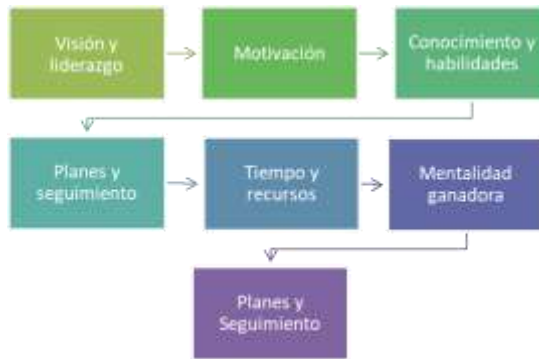 Visión y
liderazgo
Motivación
Conocimiento y
habilidades
Planes y
seguimiento
Tiempo y
recursos
Mentalidad
ganadora
Planes y
Seguimiento